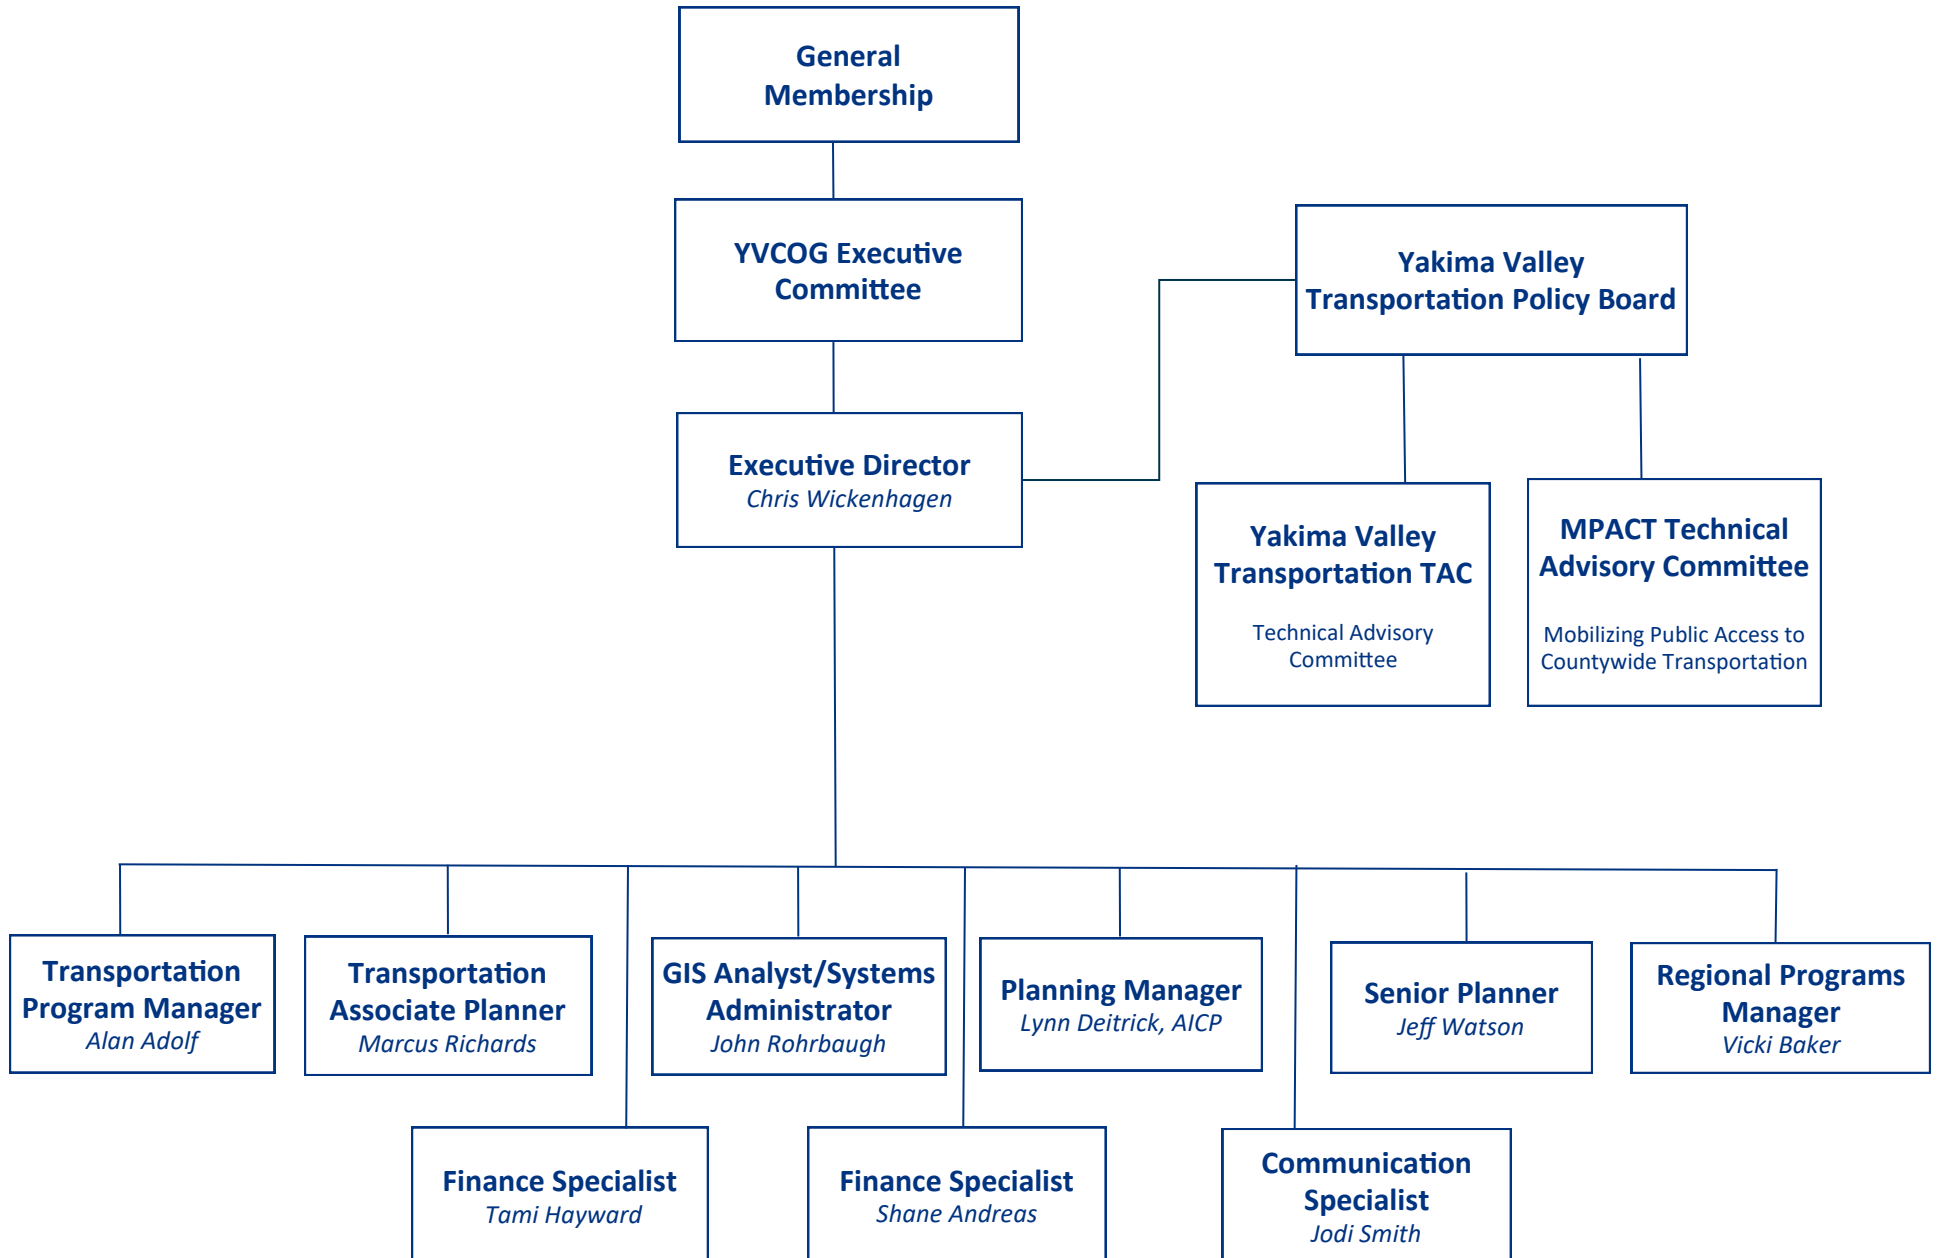 General
Membership
YVCOG Executive
Committee
Yakima Valley
Transportation Policy Board
Executive Director
Chris Wickenhagen
Yakima Valley
Transportation TAC
Technical Advisory
Committee
MPACT Technical
Advisory Committee
Mobilizing Public Access to
Countywide Transportation
Transportation
Program Manager
Alan Adolf
Transportation
Associate Planner
Marcus Richards
GIS Analyst/Systems
Administrator
John Rohrbaugh
Planning Manager
Lynn Deitrick, AICP
Senior Planner
Jeff Watson
Regional Programs
Manager
Vicki Baker
Finance Specialist
Tami Hayward
Finance Specialist
Shane Andreas
Communication
Specialist
Jodi Smith